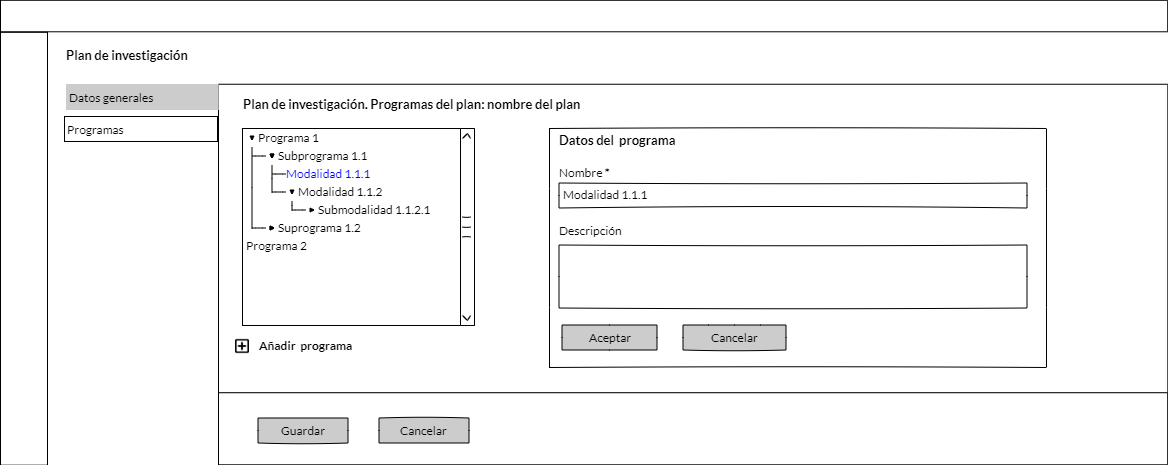 Plan de investigación
Datos generales
Programas
Plan de investigación. Programas del plan: nombre del plan
Programa 1
Subprograma 1.1
Modalidad 1.1.1
Modalidad 1.1.2
Submodalidad 1.1.2.1
Suprograma 1.2
Programa 2
Añadir programa
Datos del programa
Nombre *
Modalidad 1.1.1
Descripción
Aceptar
Cancelar
Guardar
Cancelar